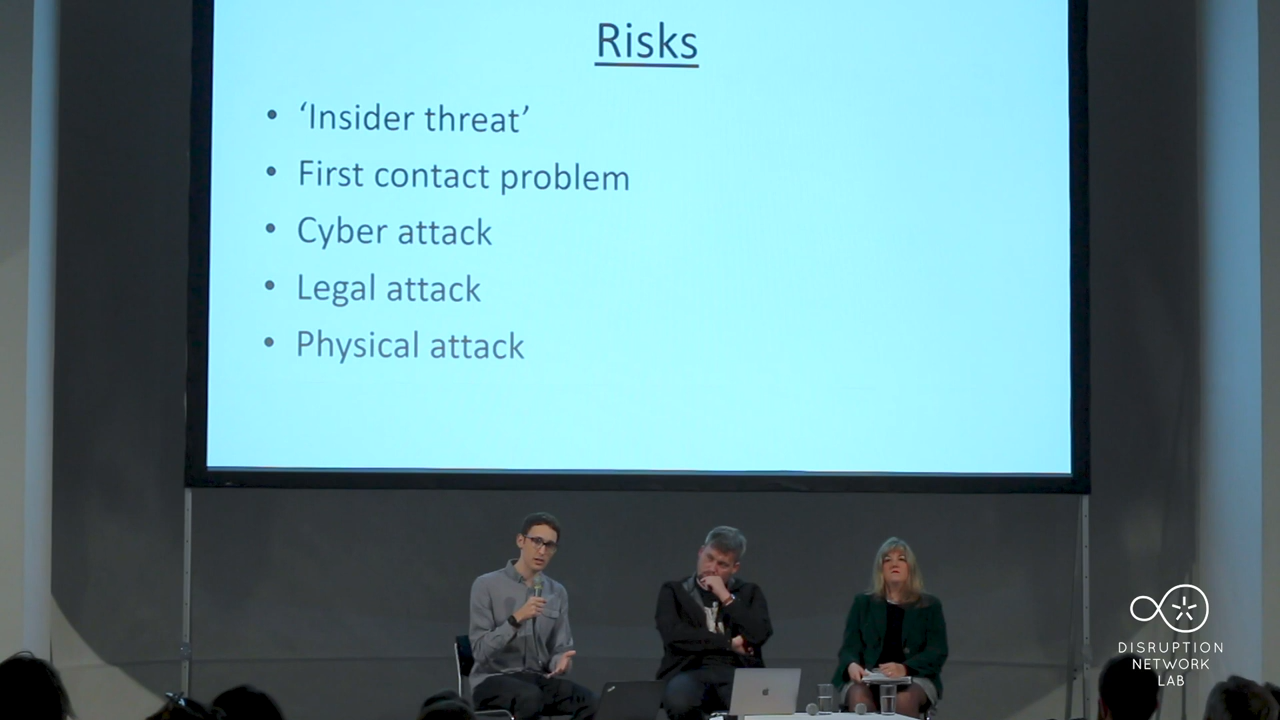 Risks
• ‘Insider threat’
• First contact problem
• Cyber attack
• Legal attack
• Physical attack
DISRUPTION
NETWORK
LAB